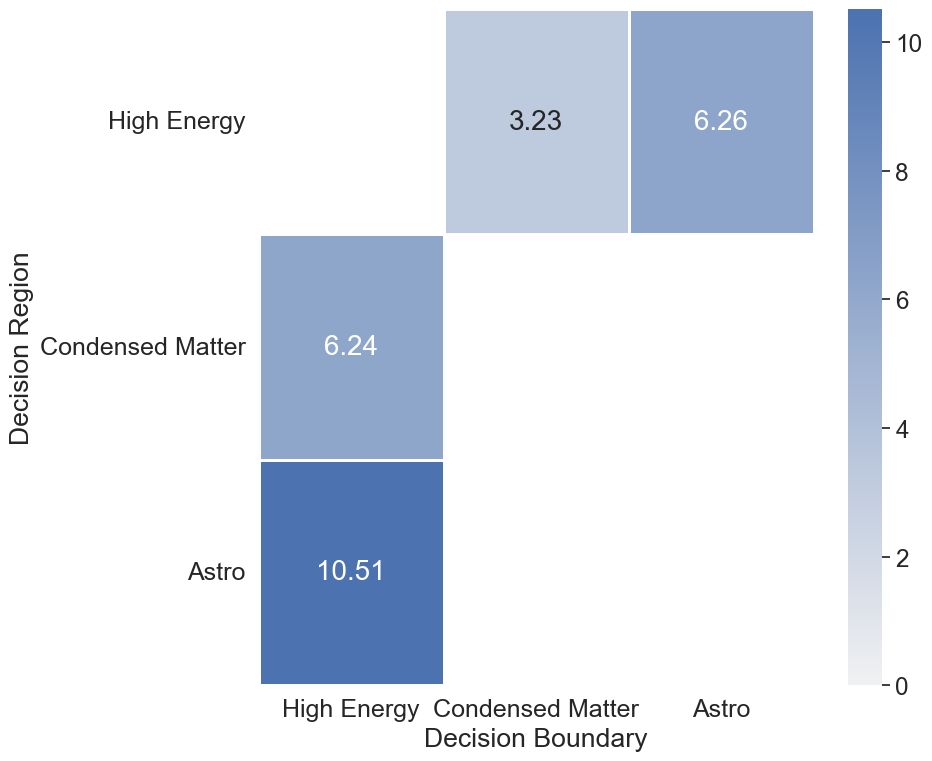 High Energy
3.23
6.26
Condensed Matter
6.24
Astro
10.51
Decision Region
High Energy
Condensed Matter
Astro
Decision Boundary
10
8
6
4
2
0